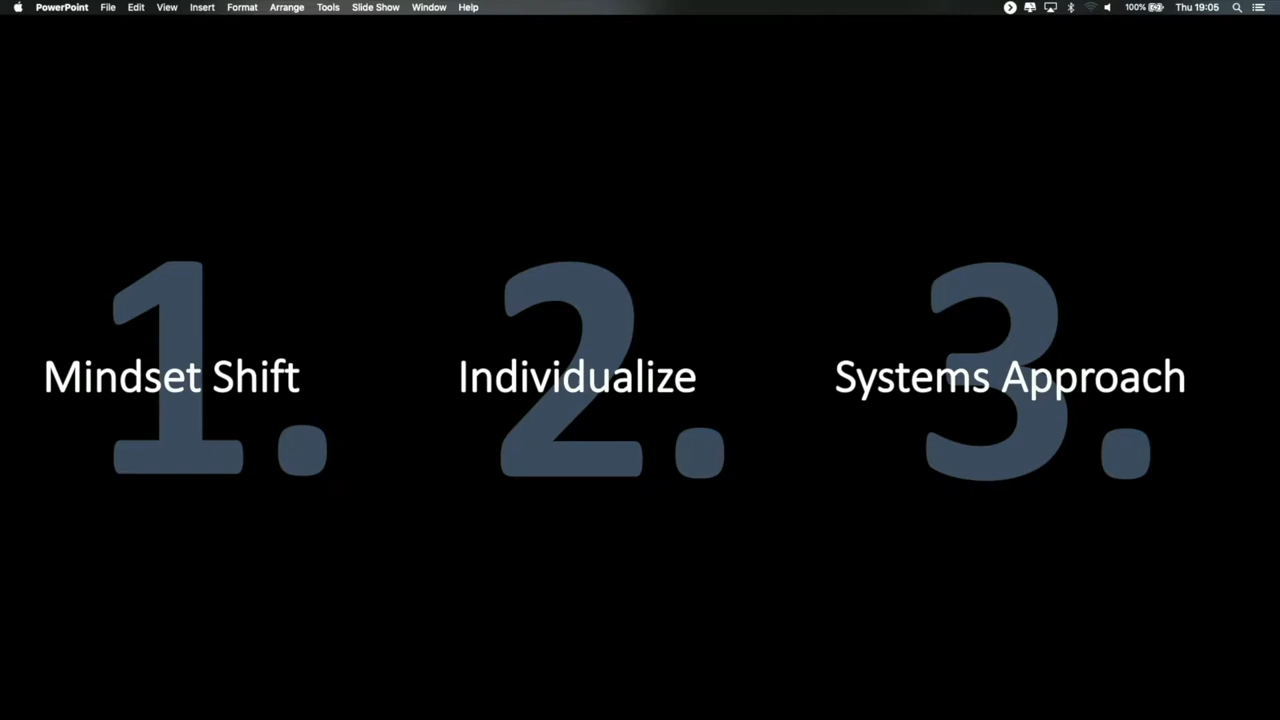 PowerPoint File Edit View Insert Format Arrange Tools Slide Show Window Help 100% Thu 19:05
1. 2. 3.
Mindset Shift Individualize Systems Approach